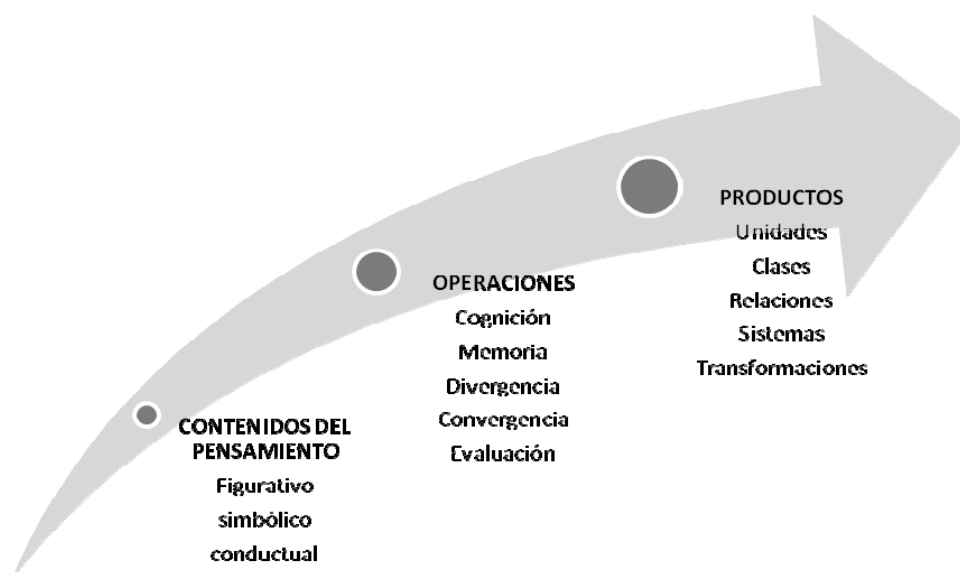 CONTENIDOS DEL
PENSAMIENTO
Figurativo
simbólico
conductual
OPERACIONES
Cognición
Memoria
Divergencia
Convergencia
Evaluación
PRODUCTOS
Unidades
Clases
Relaciones
Sistemas
Transformaciones